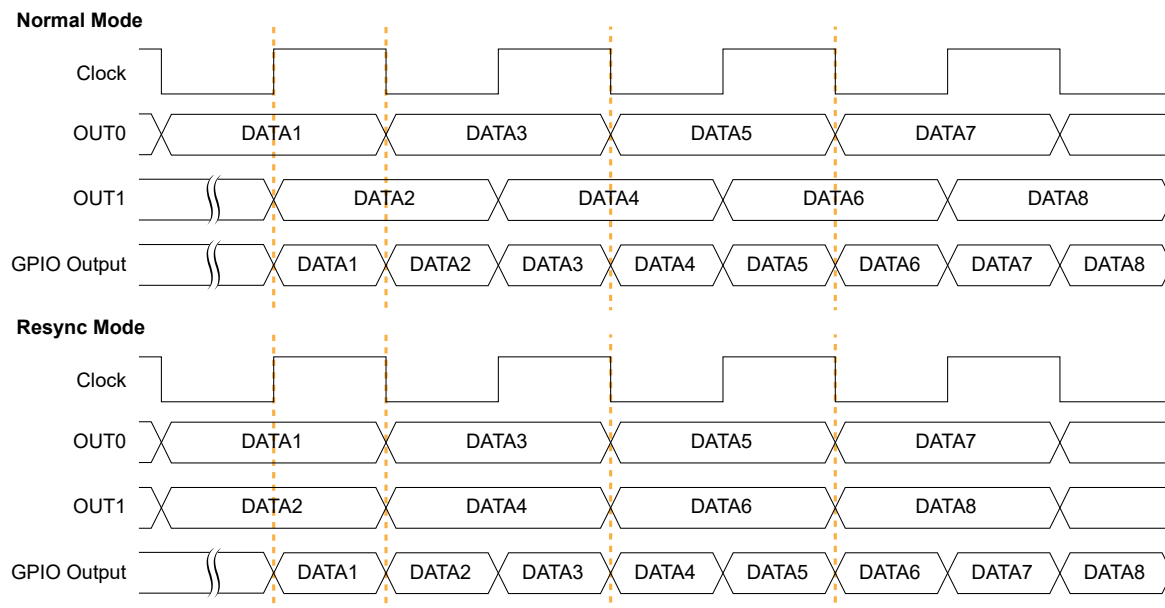 Normal Mode
Clock
OUT0 DATA1 DATA3 DATA5 DATA7
OUT1 DATA2 DATA4 DATA6 DATA8
GPIO Output DATA1 DATA2 DATA3 DATA4 DATA5 DATA6 DATA7 DATA8
Resync Mode
Clock
OUT0 DATA1 DATA3 DATA5 DATA7
OUT1 DATA2 DATA4 DATA6 DATA8
GPIO Output DATA1 DATA2 DATA3 DATA4 DATA5 DATA6 DATA7 DATA8